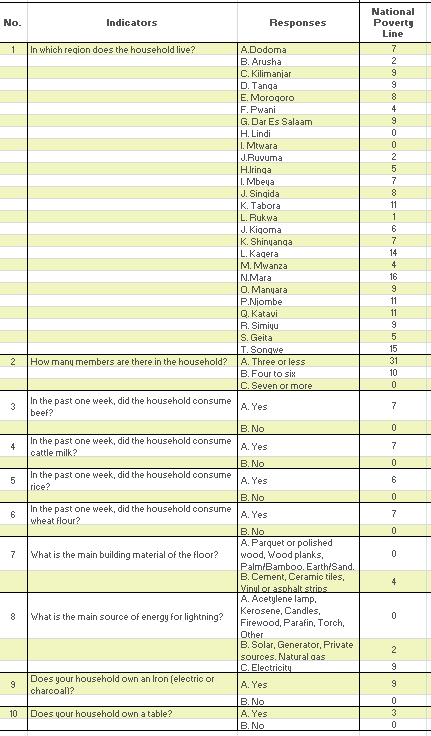 No. Indicators Responses National Poverty Line
1 In which region does the household live? A.Dodoma 7
B. Arusha 2
C. Kilimanjar 9
D. Tanga 9
E. Morogoro 8
F. Pwani 4
G. Dar Es Salaam 9
H. Lindi 0
I. Mtwara 0
J.Ruvuma 2
H.Iringa 5
I. Mbeya 7
J. Singida 8
K. Tabora 11
L. Rukwa 1
J. Kigoma 6
K. Shinyanga 7
L. Kagera 14
M. Mwanza 4
N.Mara 16
O. Manyara 9
P.Njombe 11
Q. Katavi 11
R. Simiyu 9
S. Geita 5
T. Songwe 15
2 How many members are there in the household? A. Three or less 31
B. Four to six 10
C. Seven or more 0
3 In the past one week, did the household consume beef? A. Yes 7
B. No 0
4 In the past one week, did the household consume cattle milk? A. Yes 7
B. No 0
5 In the past one week, did the household consume rice? A. Yes 6
B. No 0
6 In the past one week, did the household consume wheat flour? A. Yes 7
B. No 0
7 What is the main building material of the floor? A. Parquet or polished wood, Wood planks, Palm/Bamboo, Earth/Sand, 0
B. Cement, Ceramic tiles, Vinyl or asphalt strips 4
8 What is the main source of energy for lightning? A. Acetylene lamp, Kerosene, Candles, Firewood, Parafin, Torch, Other 0
B. Solar, Generator, Private sources, Natural gas 2
C. Electricity 9
9 Does your household own an Iron (electric or charcoal)? A. Yes 9
B. No 0
10 Does your household own a table? A. Yes 3
B. No 0